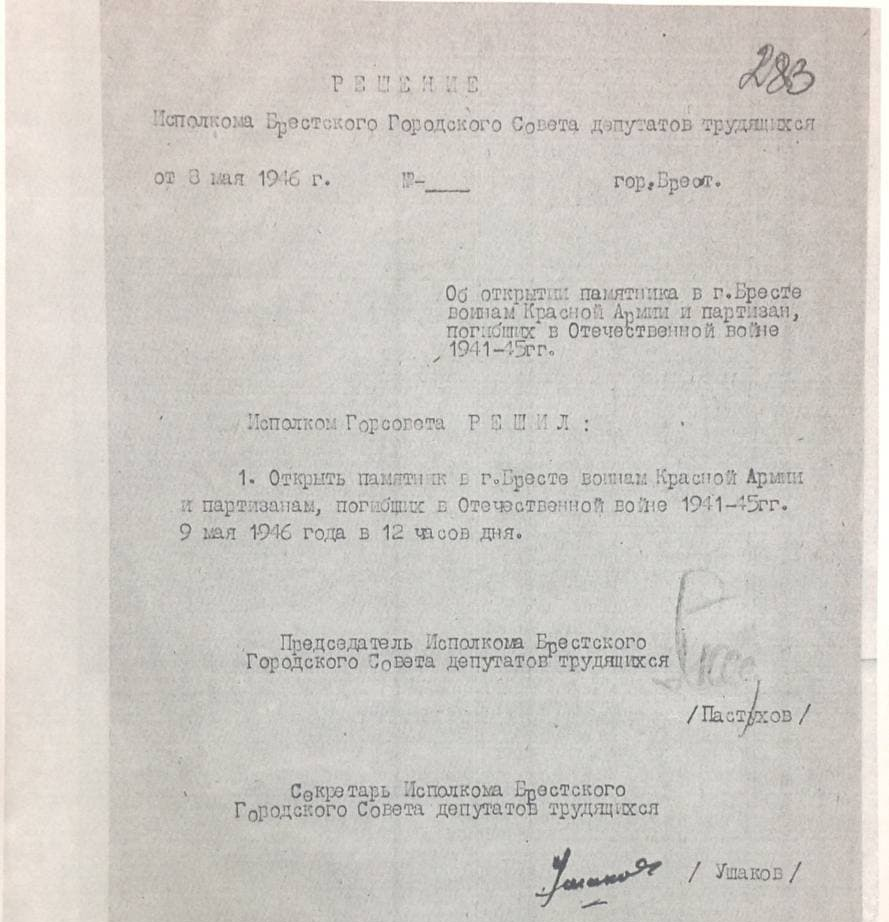 283
Р Е Ш Е Н И Е
Исполкома Брестского Городского Совета депутатов трудящихся
от 8 мая 1946 г. №-____ гор.Брест.
Об открытии памятника в г.Бресте
воинам Красной Армии и партизан,
погибших в Отечественной войне
1941-45гг.
Исполком Горсовета Р Е Ш И Л :
1. Открыть памятник в г.Бресте воинам Красной Армии
и партизанам, погибших в Отечественной войне 1941-45гг.
9 мая 1946 года в 12 часов дня.
Председатель Исполкома Брестского
Городского Совета депутатов трудящихся
/Пастухов/
Секретарь Исполкома Брестского
Городского Совета депутатов трудящихся
Ушаков / Ушаков/